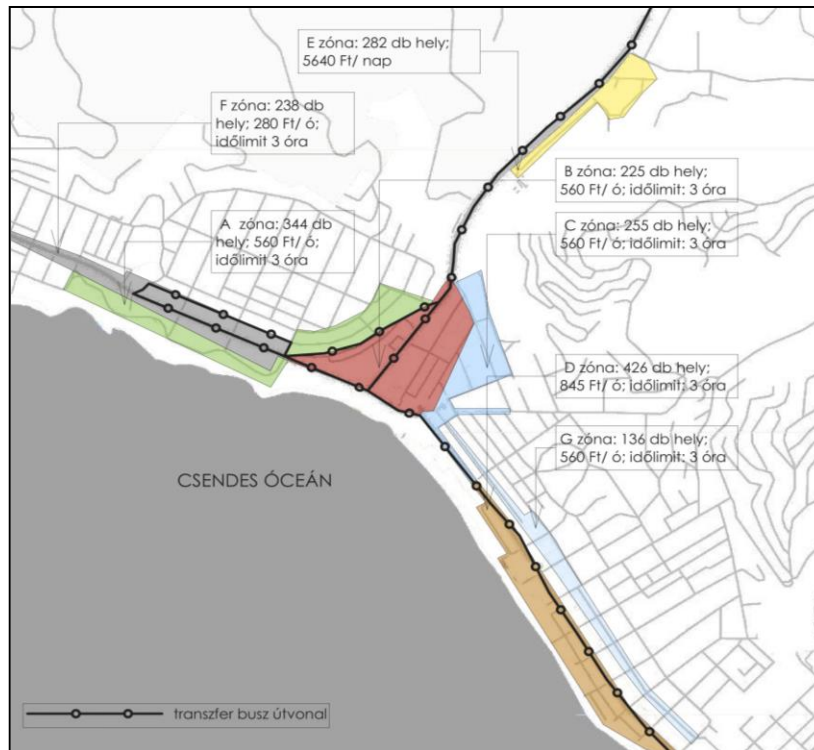 E zóna: 282 db hely;
5640 Ft/ nap
F zóna: 238 db
hely; 280 Ft/ ó;
időlimit 3 óra
B zóna: 225 db hely;
560 Ft/ ó; időlimit: 3 óra
A zóna: 344 db
hely; 560 Ft/ ó;
időlimit 3 óra
C zóna: 255 db hely;
560 Ft/ ó; időlimit: 3 óra
D zóna: 426 db hely;
845 Ft/ ó; időlimit: 3 óra
G zóna: 136 db hely;
560 Ft/ ó; időlimit: 3 óra
CSENDES ÓCEÁN
transzfer busz útvonal